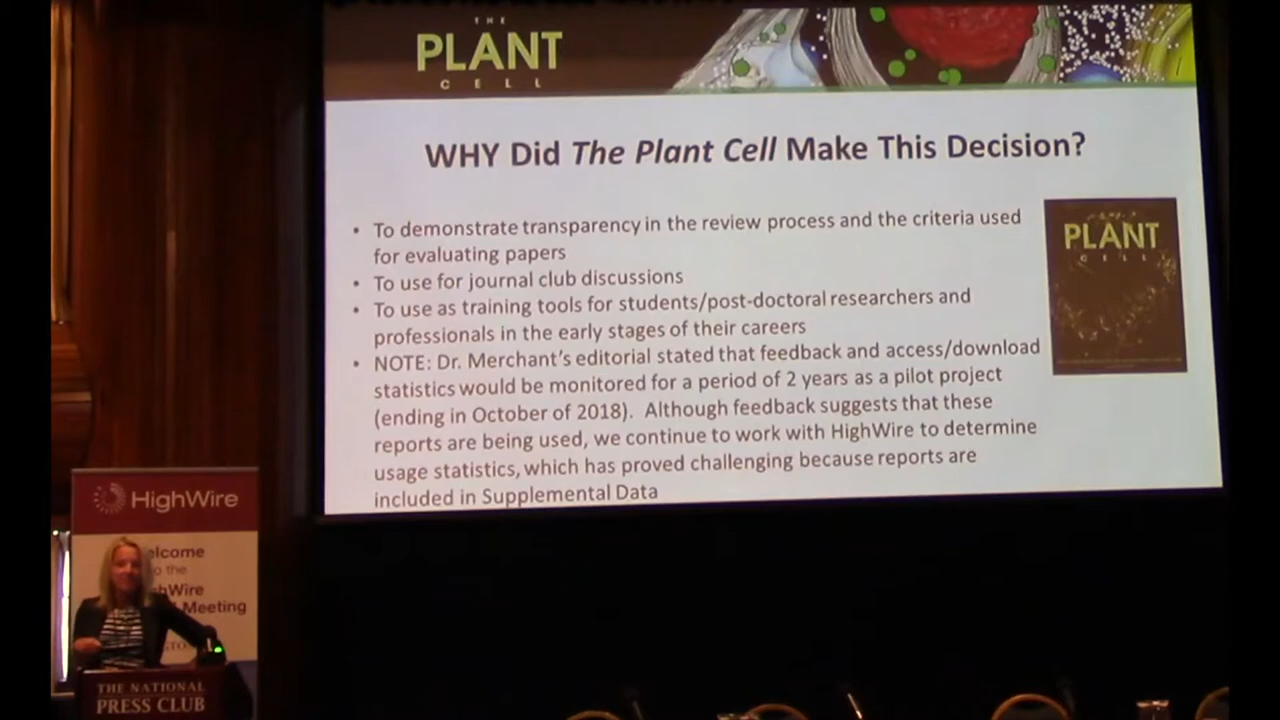 THE
PLANT
CELL
WHY Did The Plant Cell Make This Decision?
• To demonstrate transparency in the review process and the criteria used
for evaluating papers
• To use for journal club discussions
• To use as training tools for students/post-doctoral researchers and
professionals in the early stages of their careers
• NOTE: Dr. Merchant's editorial stated that feedback and access/download
statistics would be monitored for a period of 2 years as a pilot project
(ending in October of 2018). Although feedback suggests that these
reports are being used, we continue to work with HighWire to determine
usage statistics, which has proved challenging because reports are
included in Supplemental Data
PLANT
CELL
HighWire
elcome
o the
ghWire
Meeting
THE NATIONAL
PRESS CLUB